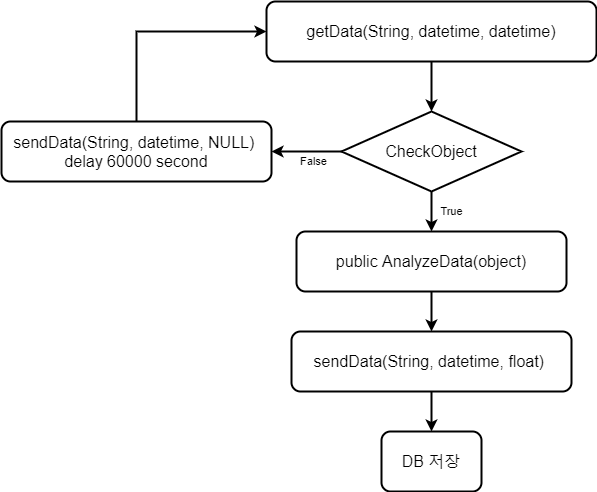 getData(String, datetime, datetime)
sendData(String, datetime, NULL)
delay 60000 second
CheckObject
False
True
public AnalyzeData(object)
sendData(String, datetime, float)
DB 저장